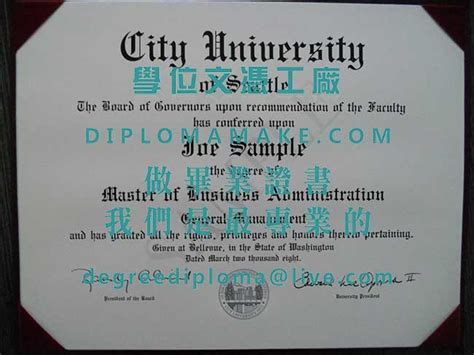 City University
學位文憑工廠
of Seattle
The Board of Governors upon recommendation of the Faculty
has conferred upon
DIPLOMAMAKE.COM
Joe Sample
the degree of
做畢業證書
Master of Business Administration
我們是最專業的
General Management
and has granted all the rights, privileges and honors thereto pertaining.
Given at Bellevue, in the State of Washington
Dated March two thousand eight.
degreediploma@live.com
President of the Board
University President